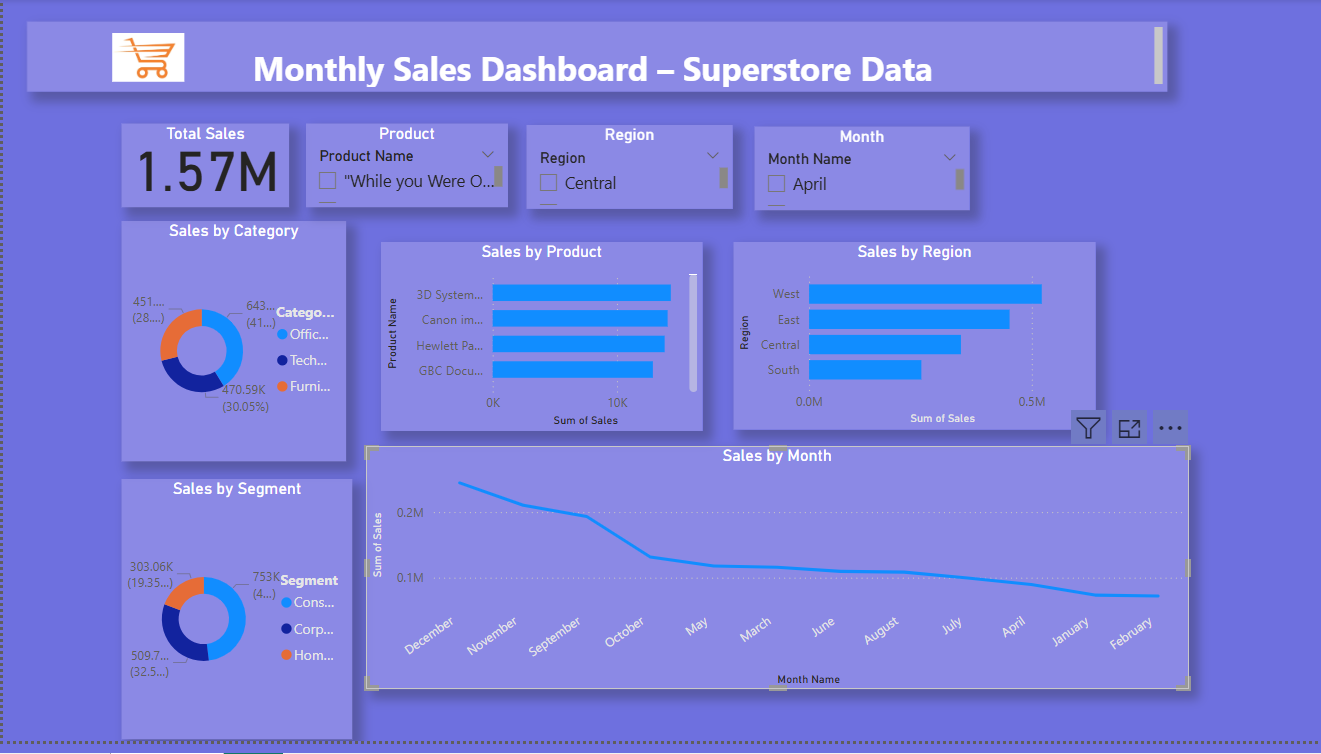 Monthly Sales Dashboard – Superstore Data
Total Sales
1.57M
Product
Product Name
"While you Were O...
Region
Region
Central
Month
Month Name
April
Sales by Category
451....
(28....)
643...
(41...)
470.59K
(30.05%)
Catego...
Offic...
Tech...
Furni...
Sales by Product
Product Name
3D System...
Canon im...
Hewlett Pa...
GBC Docu...
0K
10K
Sum of Sales
Sales by Region
Region
West
East
Central
South
0.0M
0.5M
Sum of Sales
Sales by Segment
303.06K
(19.35...)
753K
(4...)
509.7...
(32.5...)
Segment
Cons...
Corp...
Hom...
Sales by Month
Sum of Sales
0.2M
0.1M
December
November
September
October
May
March
June
August
July
April
January
February
Month Name